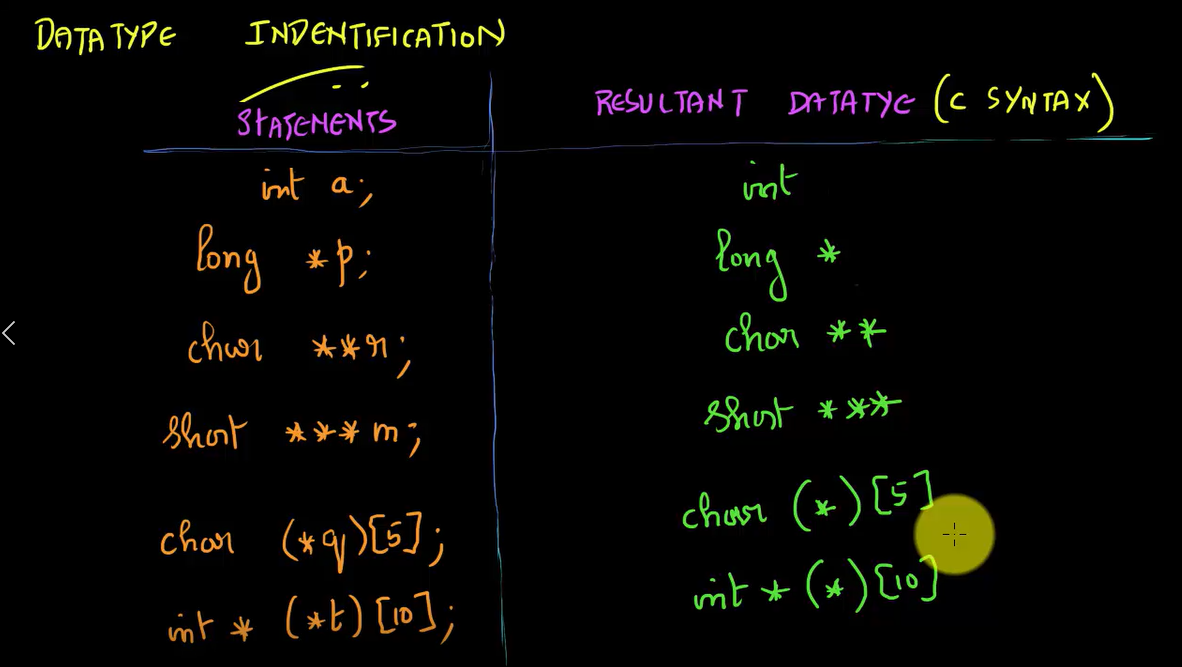 DATATYPE INDENTIFICATION
STATEMENTS RESULTANT DATATYE (C SYNTAX)
int a; int
long *p; long *
char **r; char **
short ***m; short ***
char (*q)[5]; char (*)[5]
int * (*t)[10]; int * (*)[10]